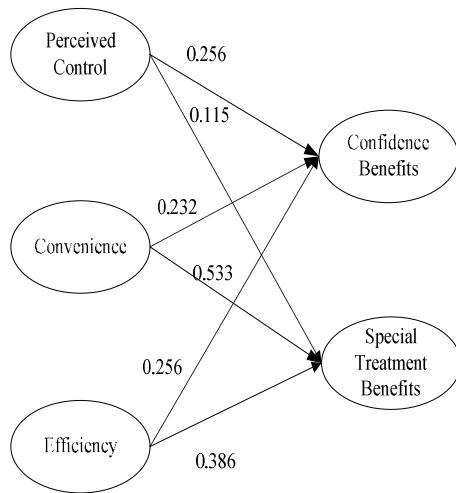 Perceived
Control
0.256
0.115
Confidence
Benefits
0.232
Convenience
0.533
Special
Treatment
Benefits
0.256
Efficiency
0.386